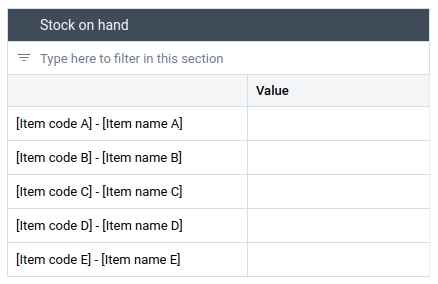 Stock on hand
Type here to filter in this section
Value
[Item code A] - [Item name A]
[Item code B] - [Item name B]
[Item code C] - [Item name C]
[Item code D] - [Item name D]
[Item code E] - [Item name E]